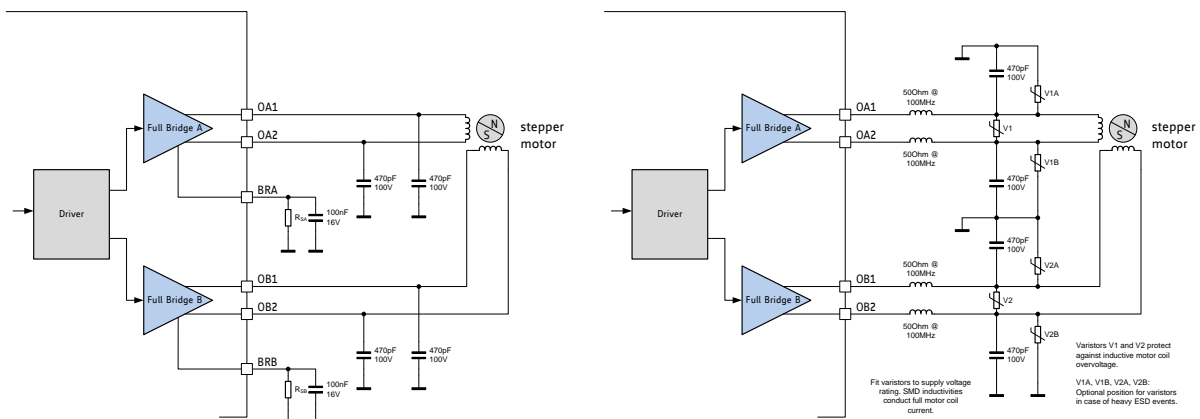 OA1
OA2
Full Bridge A
N
S
stepper
motor
470pF
100V
470pF
100V
BRA
R_SA
100nF
16V
Driver
OB1
OB2
Full Bridge B
470pF
100V
470pF
100V
BRB
R_SB
100nF
16V
470pF
100V
V1A
50Ohm @
100MHz
OA1
OA2
Full Bridge A
V1
N
S
stepper
motor
50Ohm @
100MHz
V1B
470pF
100V
Driver
470pF
100V
50Ohm @
100MHz
V2A
OB1
OB2
Full Bridge B
V2
50Ohm @
100MHz
V2B
470pF
100V
Fit varistors to supply voltage
rating. SMD inductivities
conduct full motor coil
current.
Varistors V1 and V2 protect
against inductive motor coil
overvoltage.
V1A, V1B, V2A, V2B:
Optional position for varistors
in case of heavy ESD events.